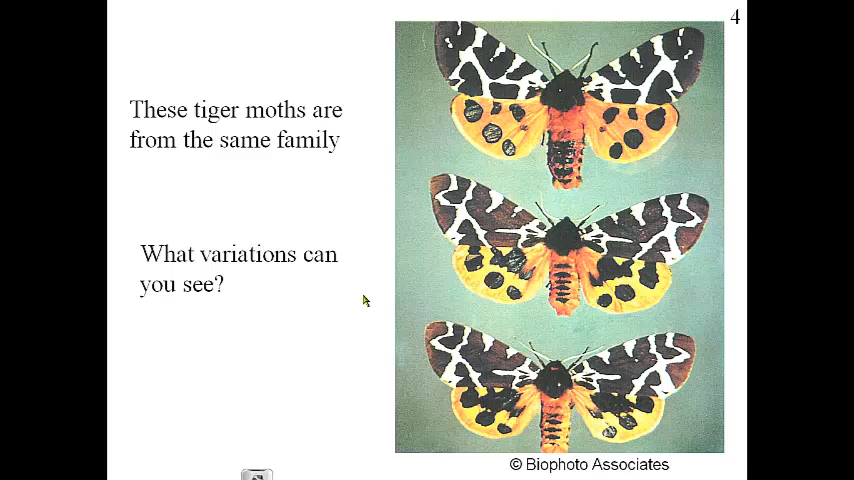 4
These tiger moths are
from the same family
What variations can
you see?
© Biophoto Associates